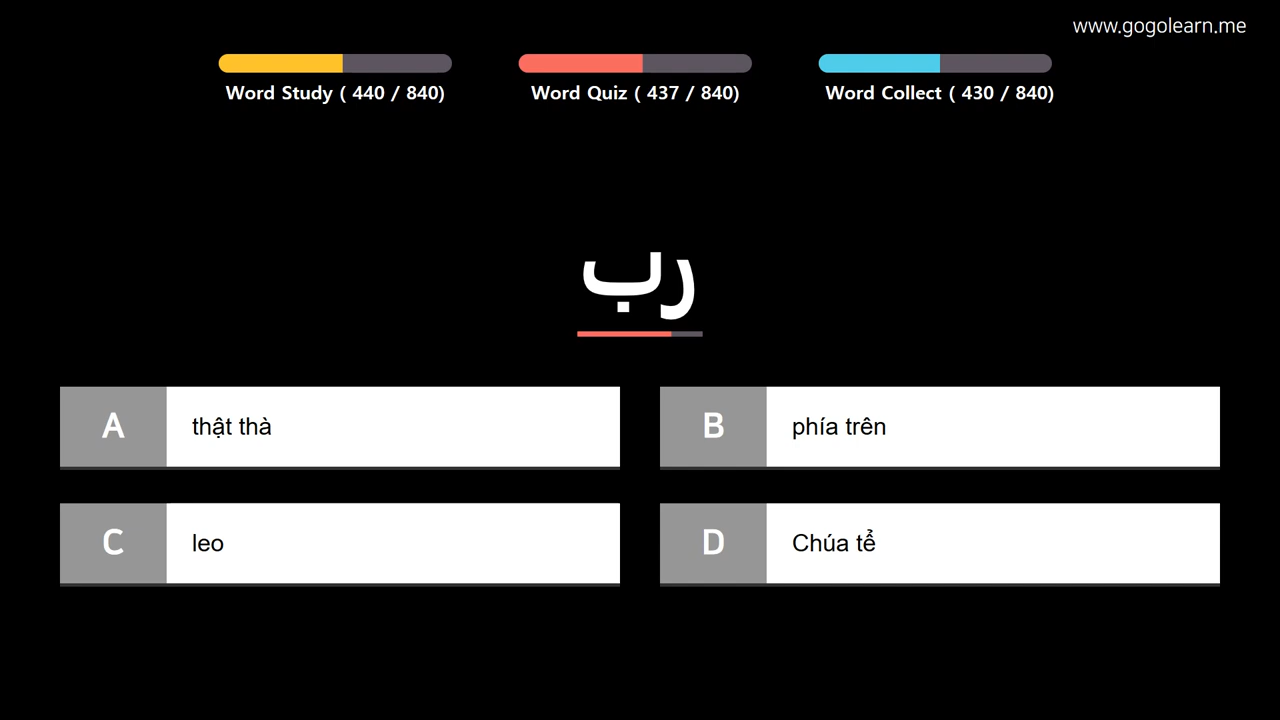 www.gogolearn.me
Word Study ( 440 / 840)
Word Quiz ( 437 / 840)
Word Collect ( 430 / 840)
رب
A
thật thà
B
phía trên
C
leo
D
Chúa tể